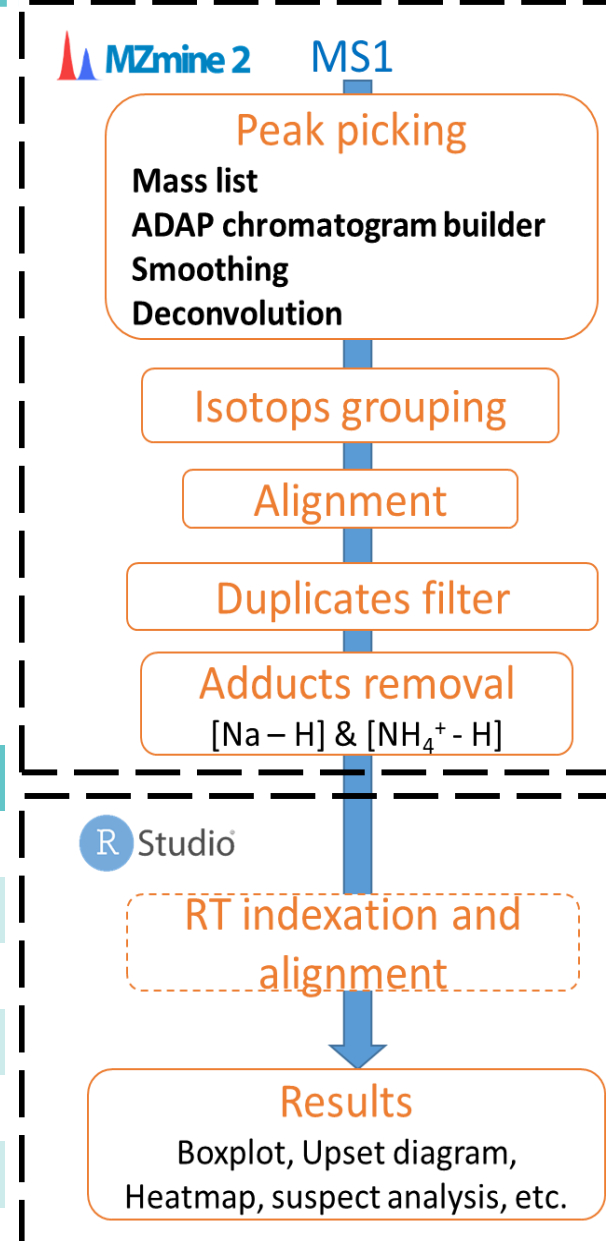 MZmine 2 MS1
Peak picking
Mass list
ADAP chromatogram builder
Smoothing
Deconvolution
Isotops grouping
Alignment
Duplicates filter
Adducts removal
[Na – H] & [NH₄⁺ - H]
R Studio
RT indexation and
alignment
Results
Boxplot, Upset diagram,
Heatmap, suspect analysis, etc.